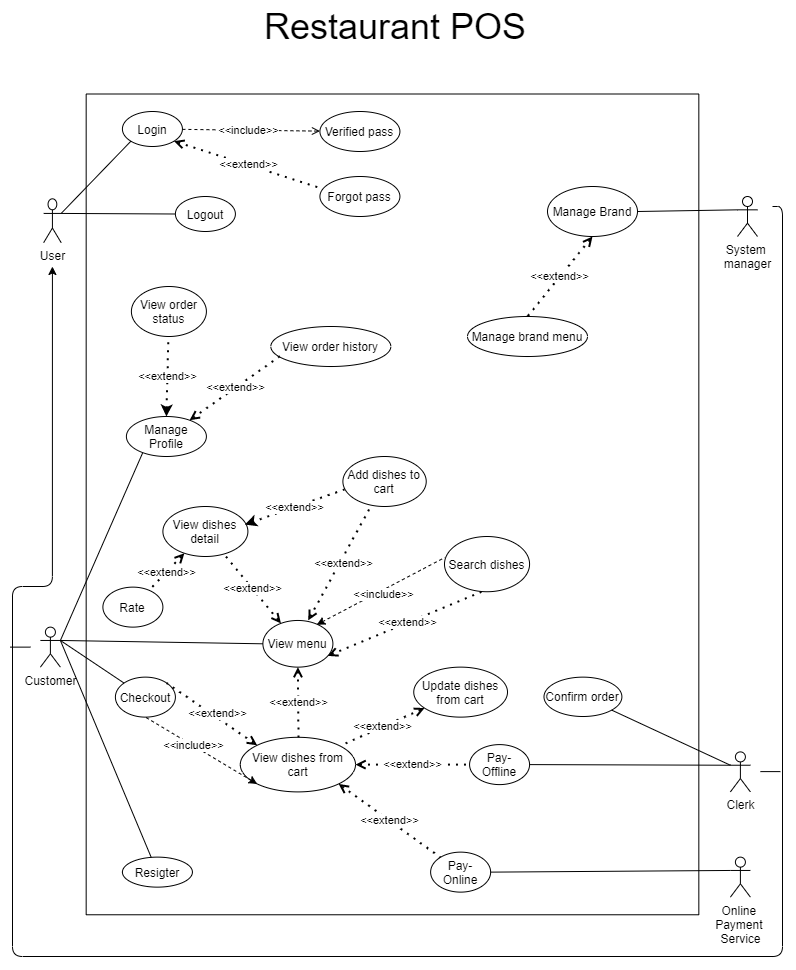 Restaurant POS
Login
<<include>>
Verified pass
<<extend>>
Forgot pass
Logout
User
Manage Brand
System
manager
<<extend>>
Manage brand menu
View order
status
View order history
<<extend>>
<<extend>>
Manage
Profile
Add dishes to
cart
<<extend>>
View dishes
detail
<<extend>>
Search dishes
<<extend>>
<<extend>>
<<include>>
Rate
<<extend>>
View menu
Customer
Checkout
<<extend>>
Update dishes
from cart
Confirm order
<<extend>>
<<extend>>
<<include>>
View dishes from
cart
<<extend>>
Pay-
Offline
Clerk
<<extend>>
Resigter
Pay-
Online
Online
Payment
Service